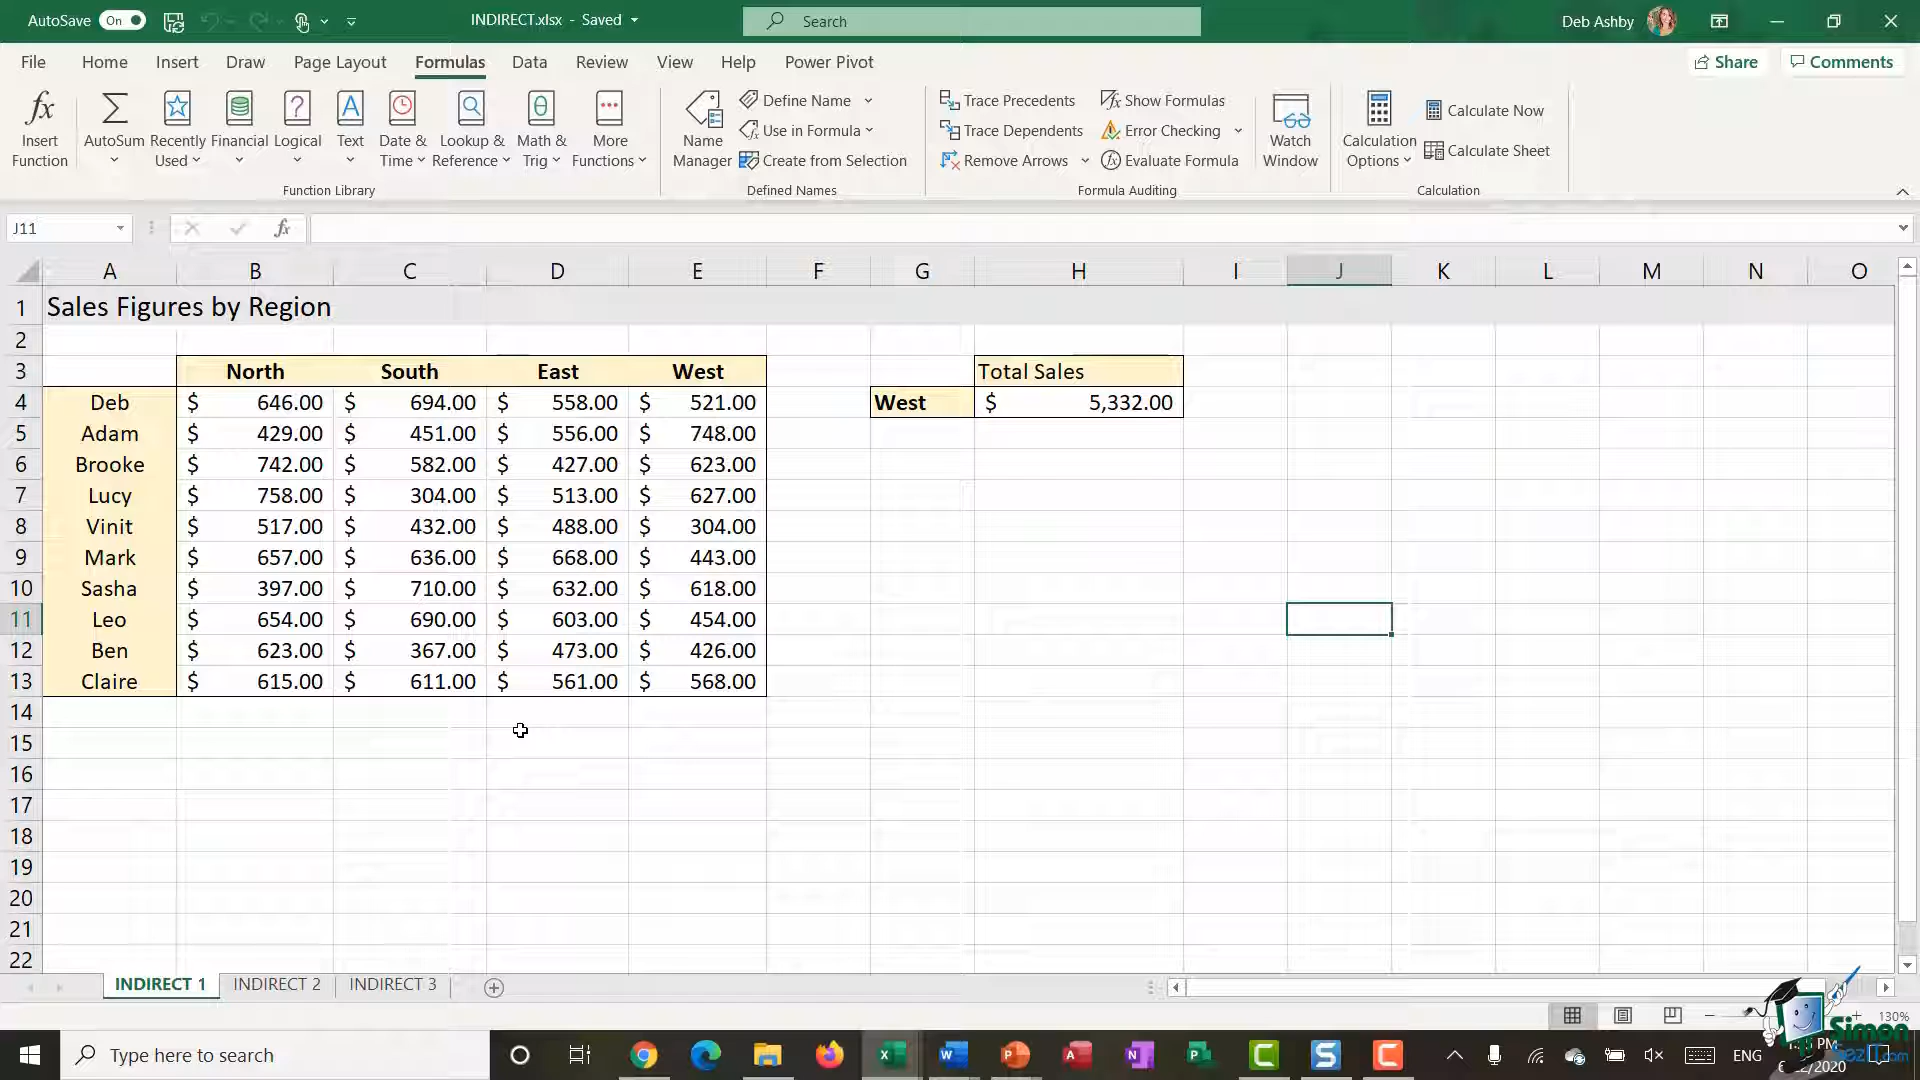 AutoSave On INDIRECT.xlsx - Saved Search Deb Ashby
File Home Insert Draw Page Layout Formulas Data Review View Help Power Pivot Share Comments
Insert Function
AutoSum
Recently Used
Financial
Logical
Text
Date & Time
Lookup & Reference
Math & Trig
More Functions
Function Library
Name Manager
Define Name
Use in Formula
Create from Selection
Defined Names
Trace Precedents
Trace Dependents
Remove Arrows
Show Formulas
Error Checking
Evaluate Formula
Formula Auditing
Watch Window
Calculation Options
Calculate Now
Calculate Sheet
Calculation
J11 fx
A B C D E F G H I J K L M N O
1 Sales Figures by Region
2
3 North South East West Total Sales
4 Deb $ 646.00 $ 694.00 $ 558.00 $ 521.00 West $ 5,332.00
5 Adam $ 429.00 $ 451.00 $ 556.00 $ 748.00
6 Brooke $ 742.00 $ 582.00 $ 427.00 $ 623.00
7 Lucy $ 758.00 $ 304.00 $ 513.00 $ 627.00
8 Vinit $ 517.00 $ 432.00 $ 488.00 $ 304.00
9 Mark $ 657.00 $ 636.00 $ 668.00 $ 443.00
10 Sasha $ 397.00 $ 710.00 $ 632.00 $ 618.00
11 Leo $ 654.00 $ 690.00 $ 603.00 $ 454.00
12 Ben $ 623.00 $ 367.00 $ 473.00 $ 426.00
13 Claire $ 615.00 $ 611.00 $ 561.00 $ 568.00
14
15
16
17
18
19
20
21
22
INDIRECT 1 INDIRECT 2 INDIRECT 3
130%
Type here to search ENG PM
Simon